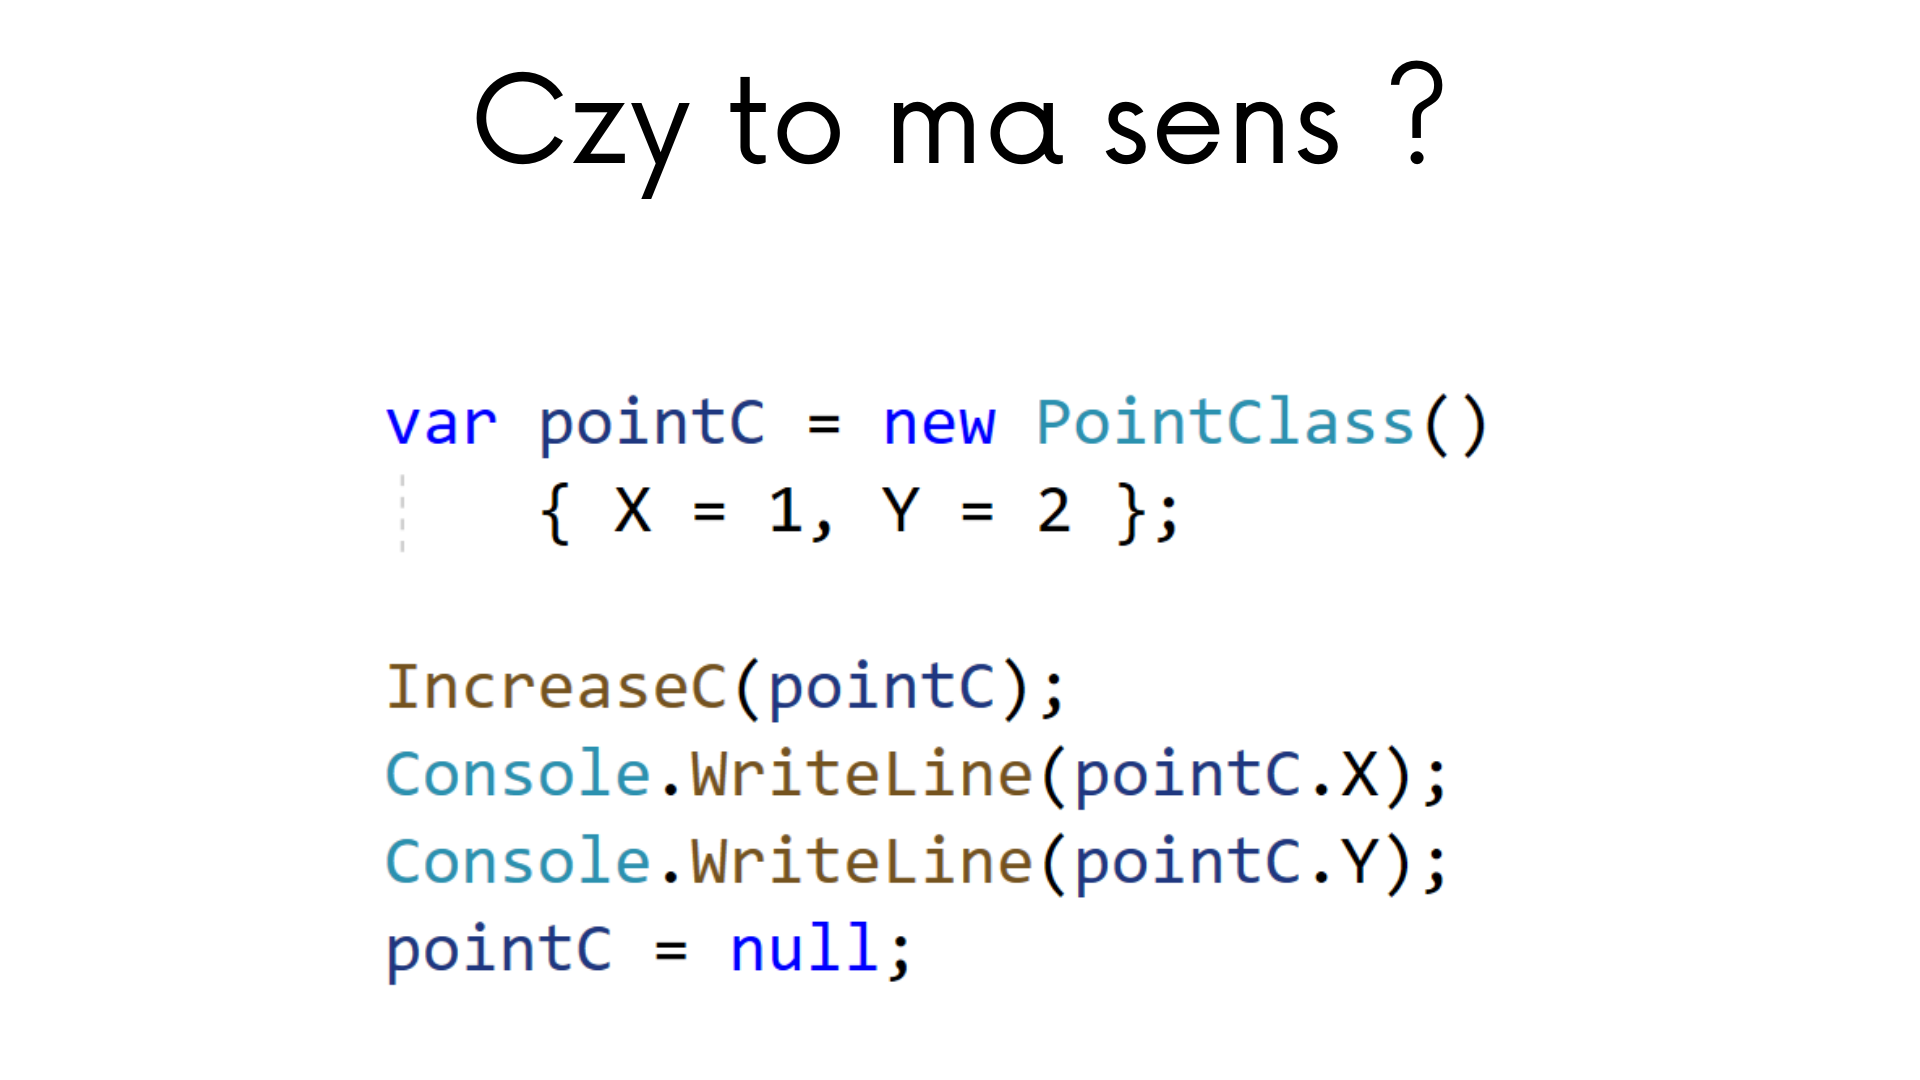 Czy to ma sens ?
var pointC = new PointClass()
{ X = 1, Y = 2 };
IncreaseC(pointC);
Console.WriteLine(pointC.X);
Console.WriteLine(pointC.Y);
pointC = null;